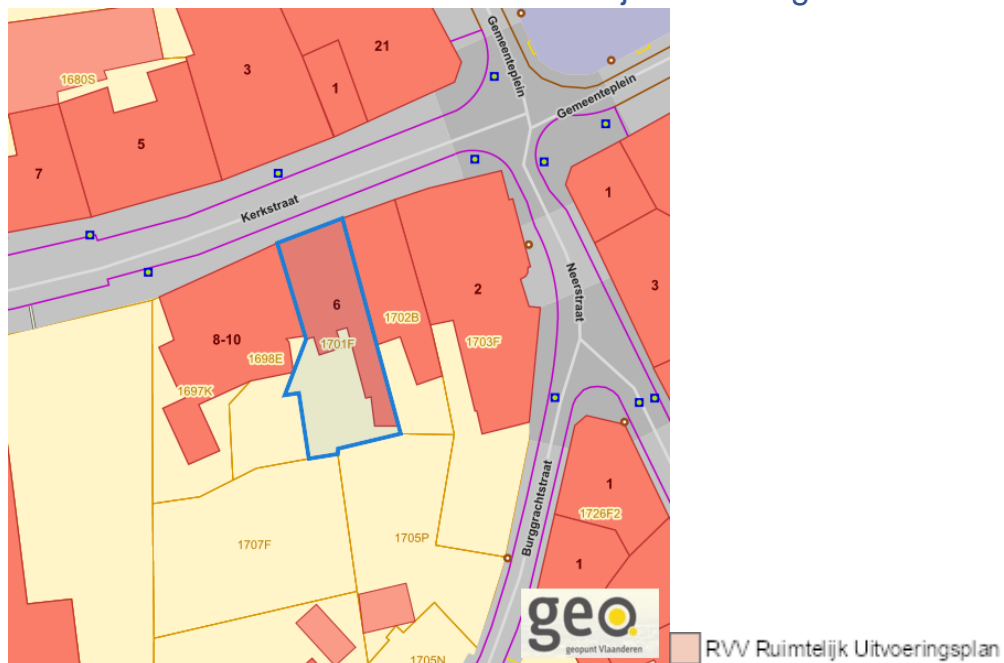 Gemeenteplein
Gemeenteplein
21
3
1
1680S
5
7
Kerkstraat
1
6
2
Neerstraat
3
1702B
8-10
1701F
1703F
1698E
1697K
1
1726F2
Burggrachtstraat
1707F
1705P
1
geo.
geopunt Vlaanderen
RVV Ruimtelijk Uitvoeringsplan
1705N